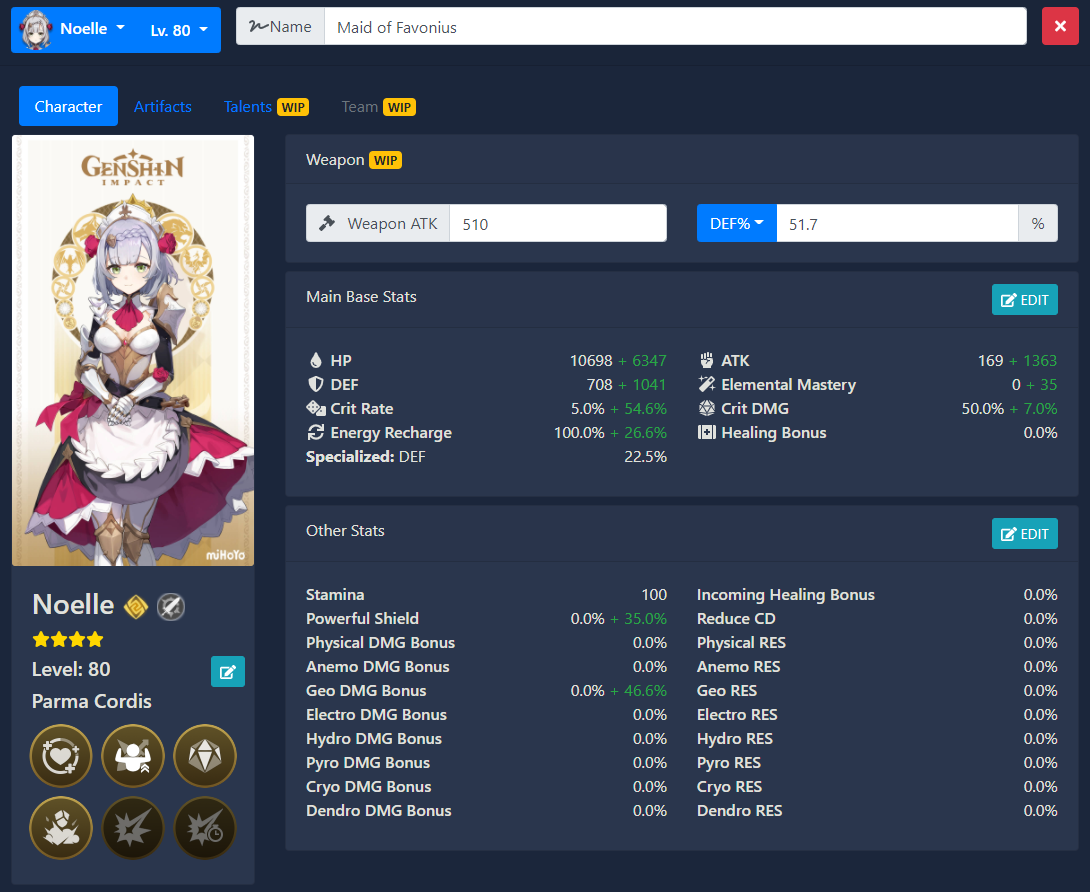 Noelle Lv. 80 Name Maid of Favonius
Character Artifacts Talents WIP Team WIP
GENSHIN
IMPACT
miHoYo
Noelle
Level: 80
Parma Cordis
Weapon WIP
Weapon ATK 510 DEF% 51.7 %
Main Base Stats EDIT
HP 10698 + 6347 ATK 169 + 1363
DEF 708 + 1041 Elemental Mastery 0 + 35
Crit Rate 5.0% + 54.6% Crit DMG 50.0% + 7.0%
Energy Recharge 100.0% + 26.6% Healing Bonus 0.0%
Specialized: DEF 22.5%
Other Stats EDIT
Stamina 100 Incoming Healing Bonus 0.0%
Powerful Shield 0.0% + 35.0% Reduce CD 0.0%
Physical DMG Bonus 0.0% Physical RES 0.0%
Anemo DMG Bonus 0.0% Anemo RES 0.0%
Geo DMG Bonus 0.0% + 46.6% Geo RES 0.0%
Electro DMG Bonus 0.0% Electro RES 0.0%
Hydro DMG Bonus 0.0% Hydro RES 0.0%
Pyro DMG Bonus 0.0% Pyro RES 0.0%
Cryo DMG Bonus 0.0% Cryo RES 0.0%
Dendro DMG Bonus 0.0% Dendro RES 0.0%